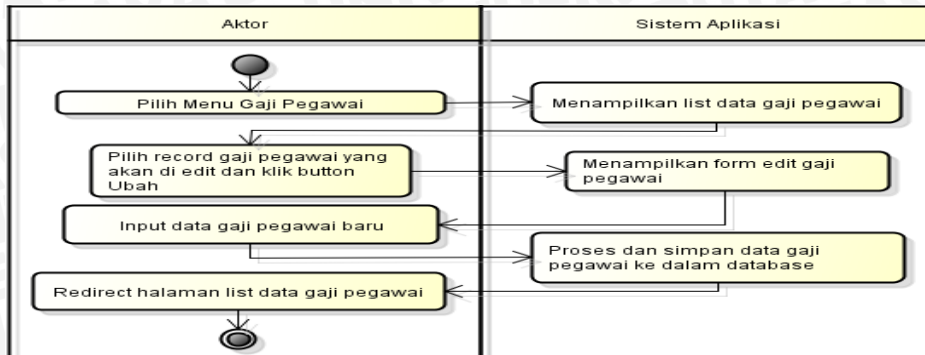 Aktor
Sistem Aplikasi
Pilih Menu Gaji Pegawai
Menampilkan list data gaji pegawai
Pilih record gaji pegawai yang
akan di edit dan klik button
Ubah
Menampilkan form edit gaji
pegawai
Input data gaji pegawai baru
Proses dan simpan data gaji
pegawai ke dalam database
Redirect halaman list data gaji pegawai